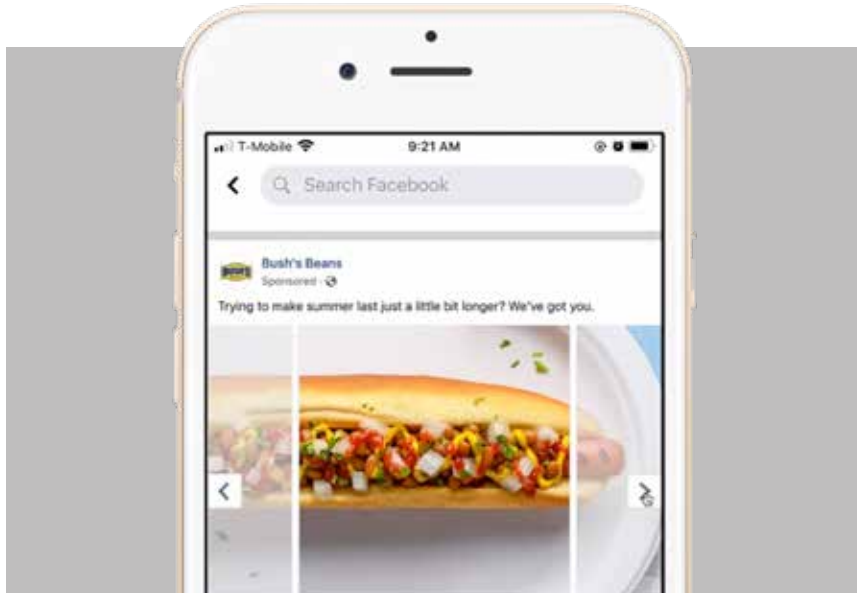 T-Mobile 9:21 AM
Search Facebook
BUSH'S
Bush's Beans
Sponsored ·
Trying to make summer last just a little bit longer? We've got you.